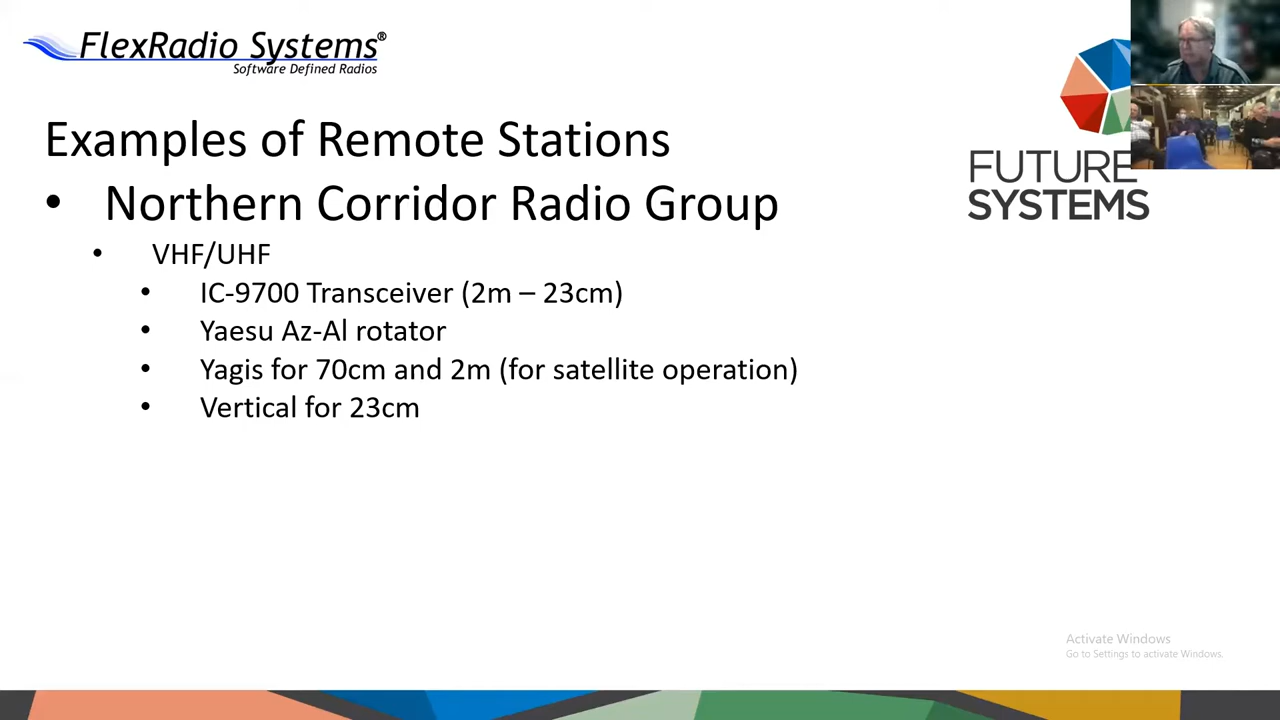 FlexRadio Systems®
Software Defined Radios
FUTURE
SYSTEMS
Examples of Remote Stations
• Northern Corridor Radio Group
• VHF/UHF
• IC-9700 Transceiver (2m – 23cm)
• Yaesu Az-Al rotator
• Yagis for 70cm and 2m (for satellite operation)
• Vertical for 23cm
Activate Windows
Go to Settings to activate Windows.